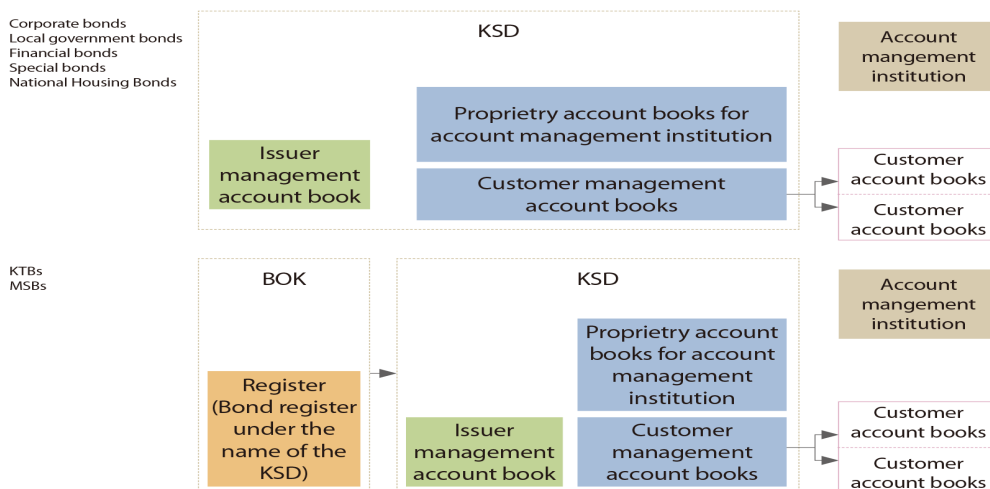 Corporate bonds
Local government bonds
Financial bonds
Special bonds
National Housing Bonds
KSD
Account
mangement
institution
Proprietry account books for
account management institution
Issuer
management
account book
Customer management
account books
Customer
account books
Customer
account books
KTBs
MSBs
BOK
KSD
Account
mangement
institution
Proprietry account
books for account
management
institution
Register
(Bond register
under the
name of the
KSD)
Issuer
management
account book
Customer
management
account books
Customer
account books
Customer
account books